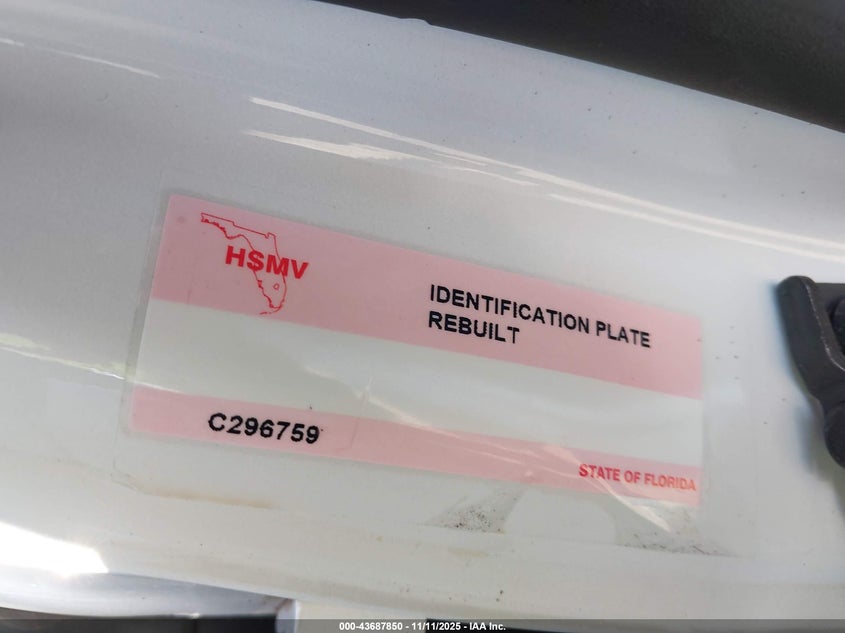 HSMV
IDENTIFICATION PLATE
REBUILT
C296759
STATE OF FLORIDA
000-43687850 - 11/11/2025 - IAA Inc.